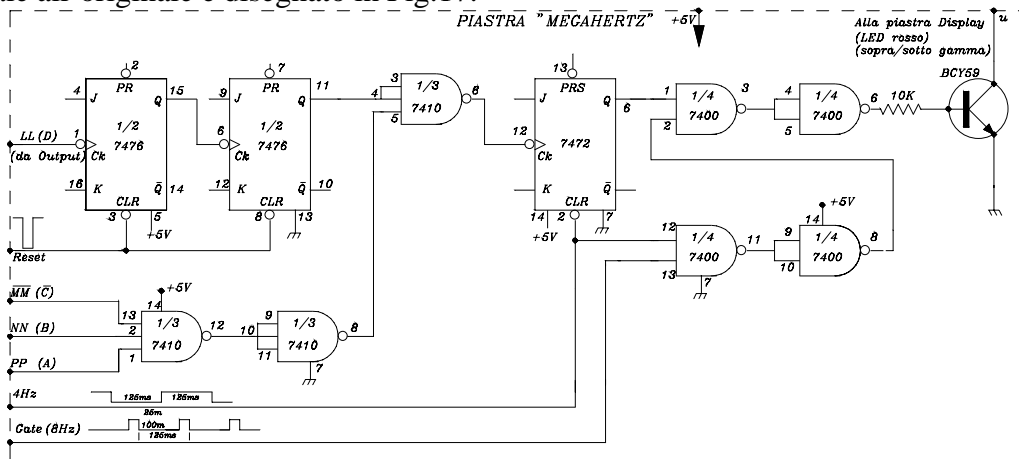 all'originale è disegnato in Fig.17.
PIASTRA "MEGAHERTZ"
+5V
u
Alla piastra Display
(LED rosso)
(sopra/sotto gamma)
BCY59
10K
2
PR
4
J
Q
15
LL (D)
(da Output)
1
Ck
1/2
7476
16
K
Q̄
14
CLR
3
5
+5V
7
PR
9
J
Q
11
6
Ck
1/2
7476
12
K
Q̄
10
CLR
8
13
3
4
5
1/3
7410
6
13
PRS
J
Q
6
12
Ck
7472
K
Q̄
CLR
14
2
7
+5V
1
2
1/4
7400
3
4
5
1/4
7400
6
12
13
1/4
7400
11
7
+5V
14
9
10
1/4
7400
8
Reset
M̄M̄ (C̄)
NN (B)
PP (A)
+5V
14
13
2
1
1/3
7410
12
9
10
11
1/3
7410
8
7
4Hz
125ms
125ms
25m
Gate (8Hz)
100m
125ms